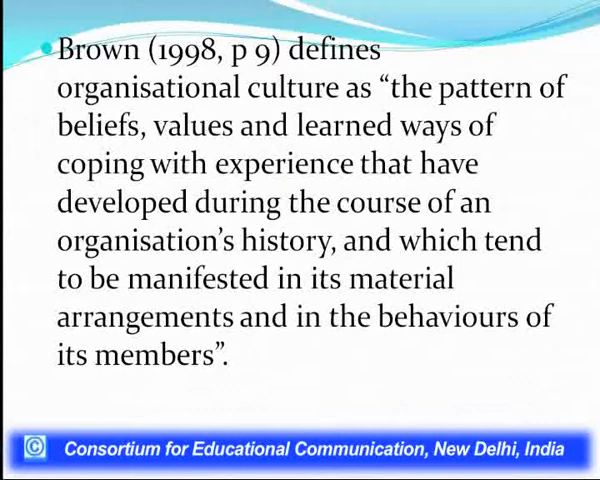 Brown (1998, p 9) defines
organisational culture as “the pattern of
beliefs, values and learned ways of
coping with experience that have
developed during the course of an
organisation’s history, and which tend
to be manifested in its material
arrangements and in the behaviours of
its members”.
© Consortium for Educational Communication, New Delhi, India